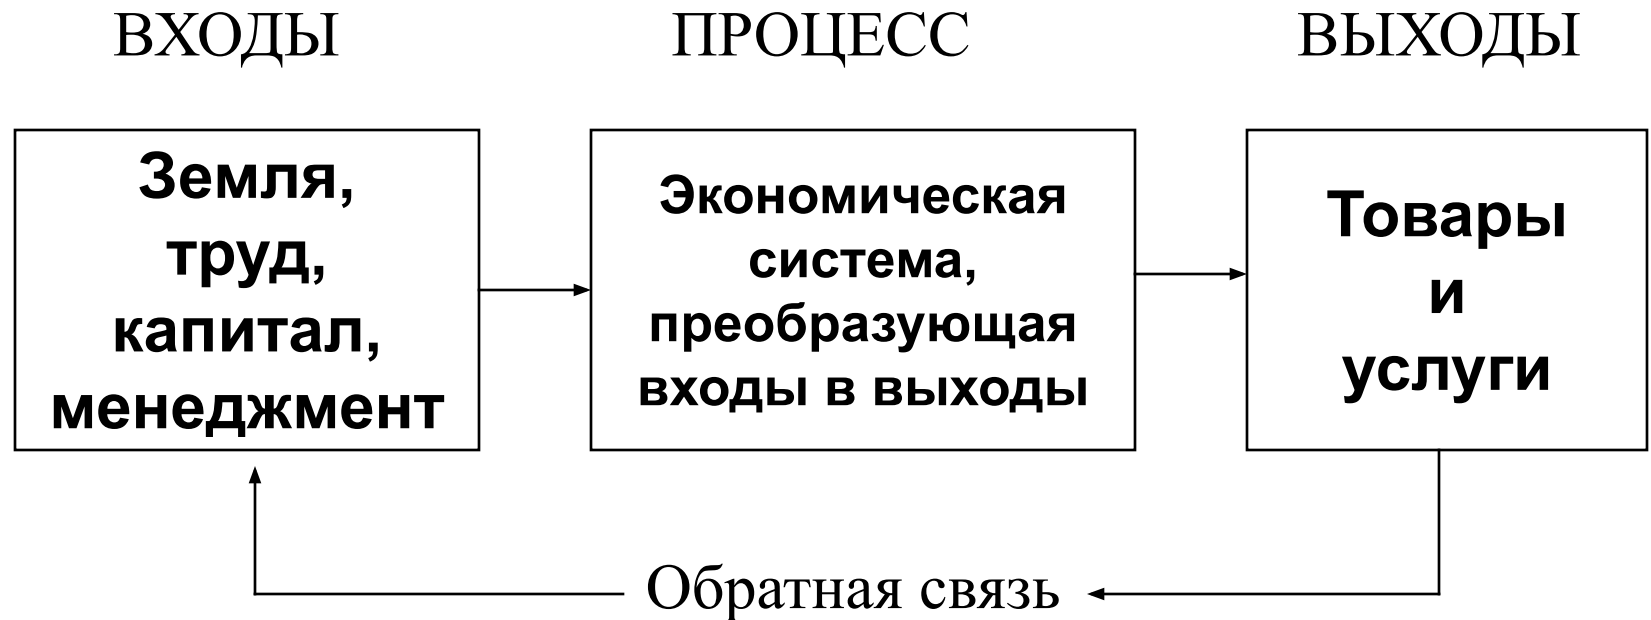 ВХОДЫ
ПРОЦЕСС
ВЫХОДЫ
Земля,
труд,
капитал,
менеджмент
Экономическая
система,
преобразующая
входы в выходы
Товары
и
услуги
Обратная связь